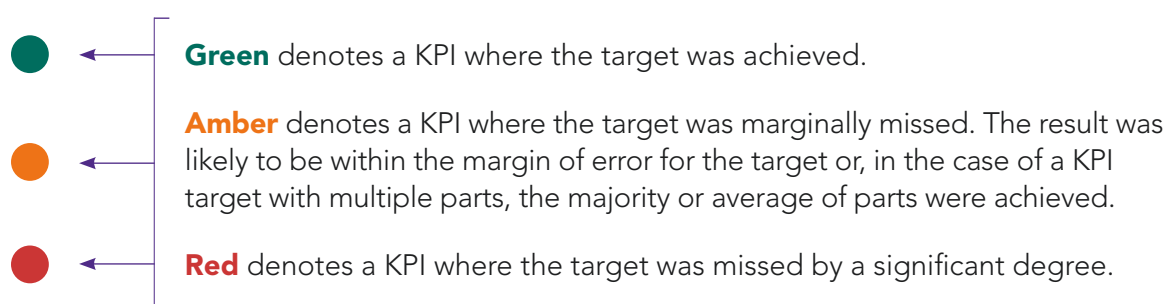 Green denotes a KPI where the target was achieved.
Amber denotes a KPI where the target was marginally missed. The result was
likely to be within the margin of error for the target or, in the case of a KPI
target with multiple parts, the majority or average of parts were achieved.
Red denotes a KPI where the target was missed by a significant degree.